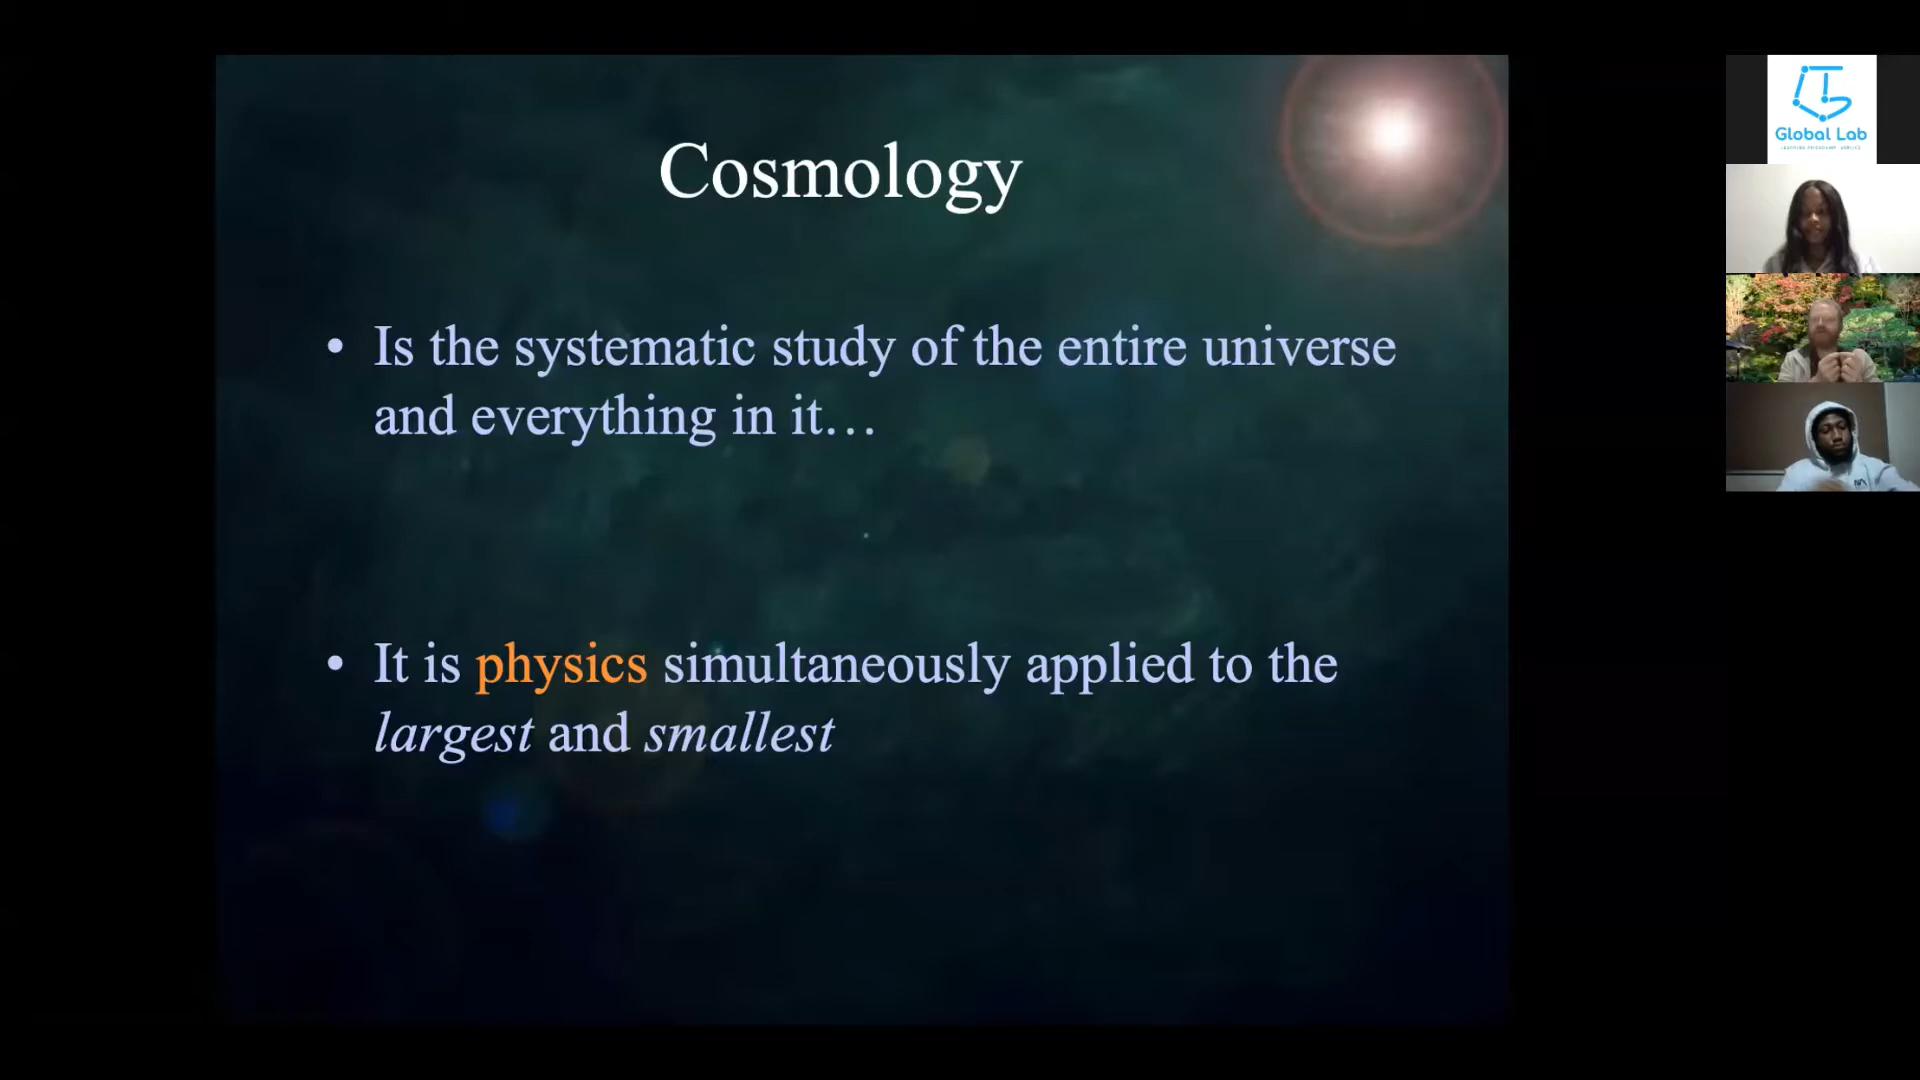 Cosmology
• Is the systematic study of the entire universe
and everything in it…
• It is physics simultaneously applied to the
largest and smallest
Global Lab